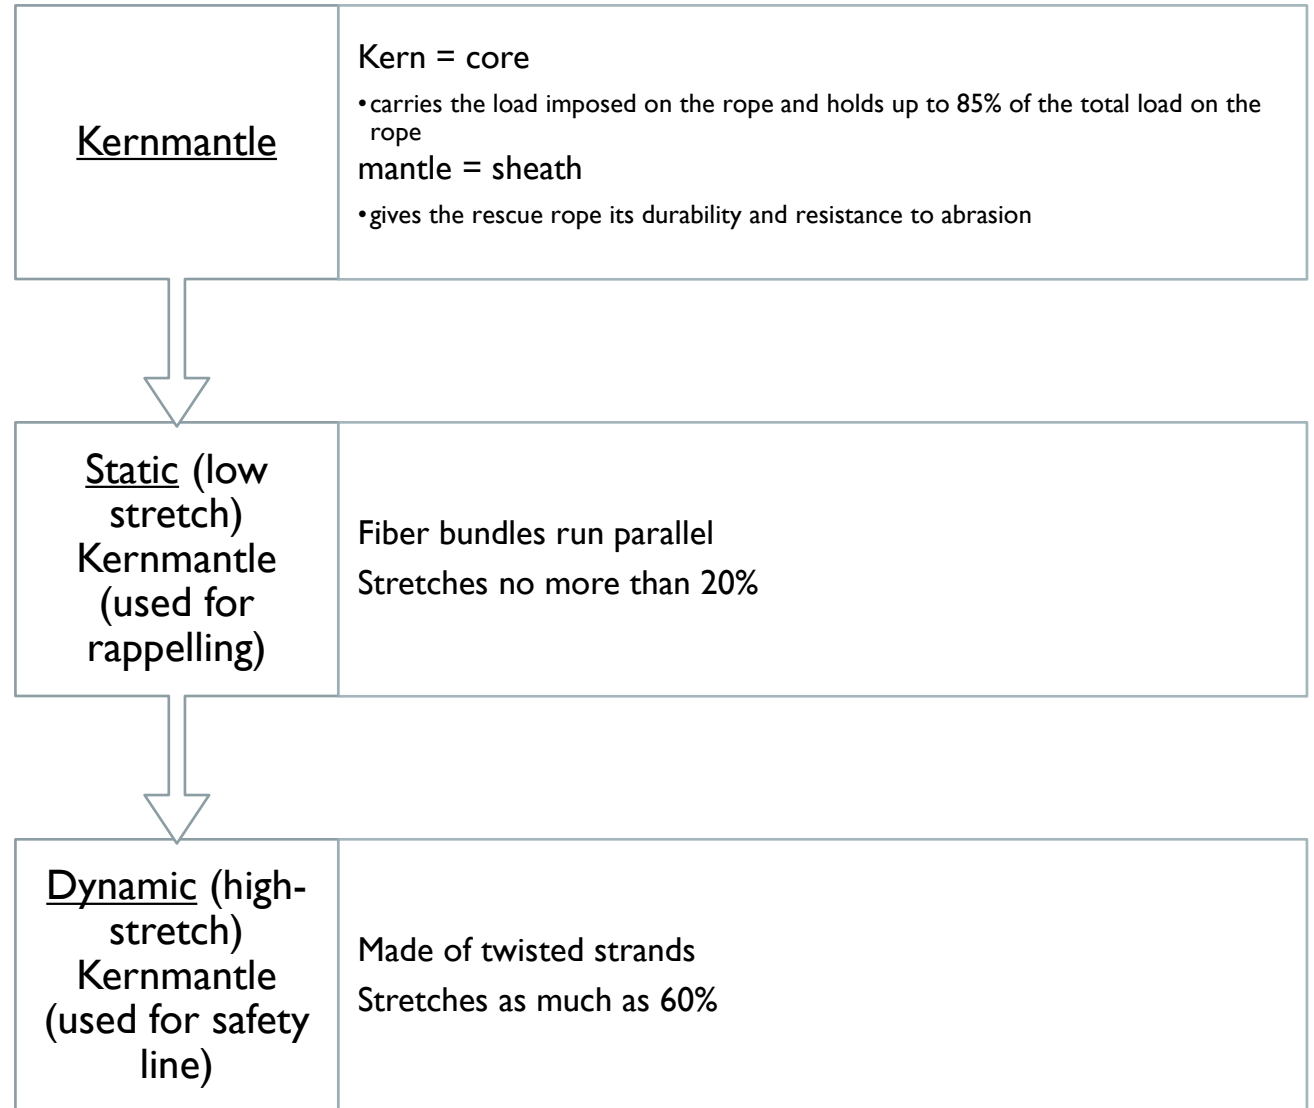 Kernmantle
Kern = core
•carries the load imposed on the rope and holds up to 85% of the total load on the
rope
mantle = sheath
•gives the rescue rope its durability and resistance to abrasion
Static (low
stretch)
Kernmantle
(used for
rappelling)
Fiber bundles run parallel
Stretches no more than 20%
Dynamic (high-
stretch)
Kernmantle
(used for safety
line)
Made of twisted strands
Stretches as much as 60%